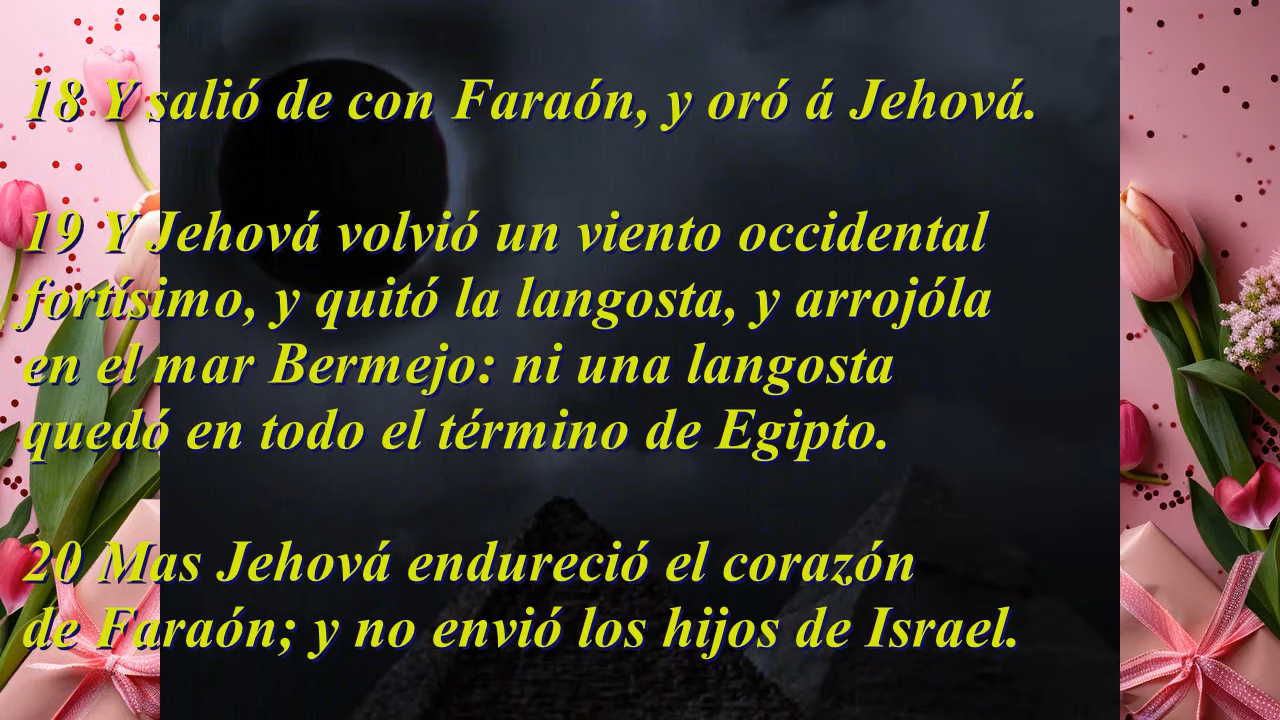 18 Y salió de con Faraón, y oró á Jehová.
19 Y Jehová volvió un viento occidental
fortísimo, y quitó la langosta, y arrojóla
en el mar Bermejo: ni una langosta
quedó en todo el término de Egipto.
20 Mas Jehová endureció el corazón
de Faraón; y no envió los hijos de Israel.